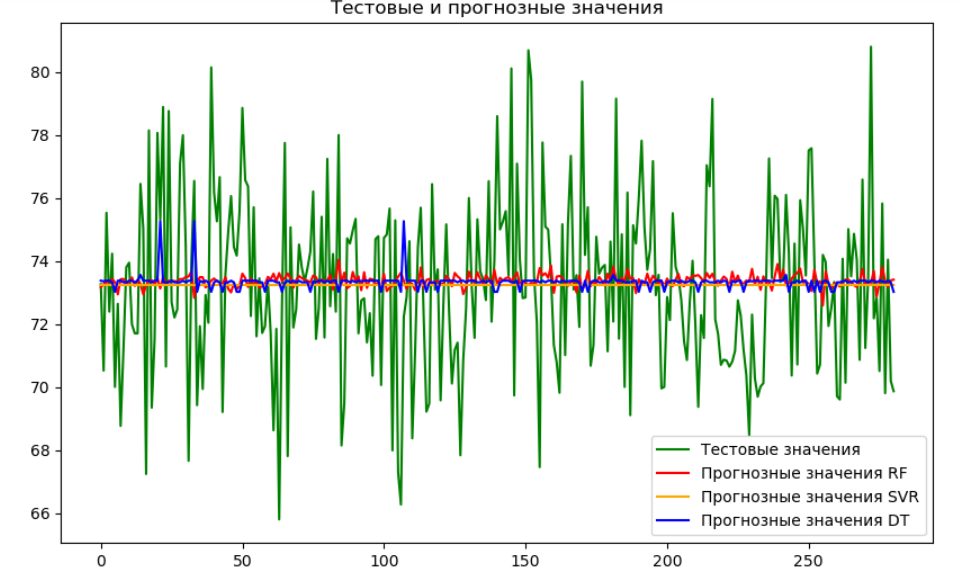 Тестовые и прогнозные значения
80
78
76
74
72
70
68
66
0
50
100
150
200
250
Тестовые значения
Прогнозные значения RF
Прогнозные значения SVR
Прогнозные значения DT